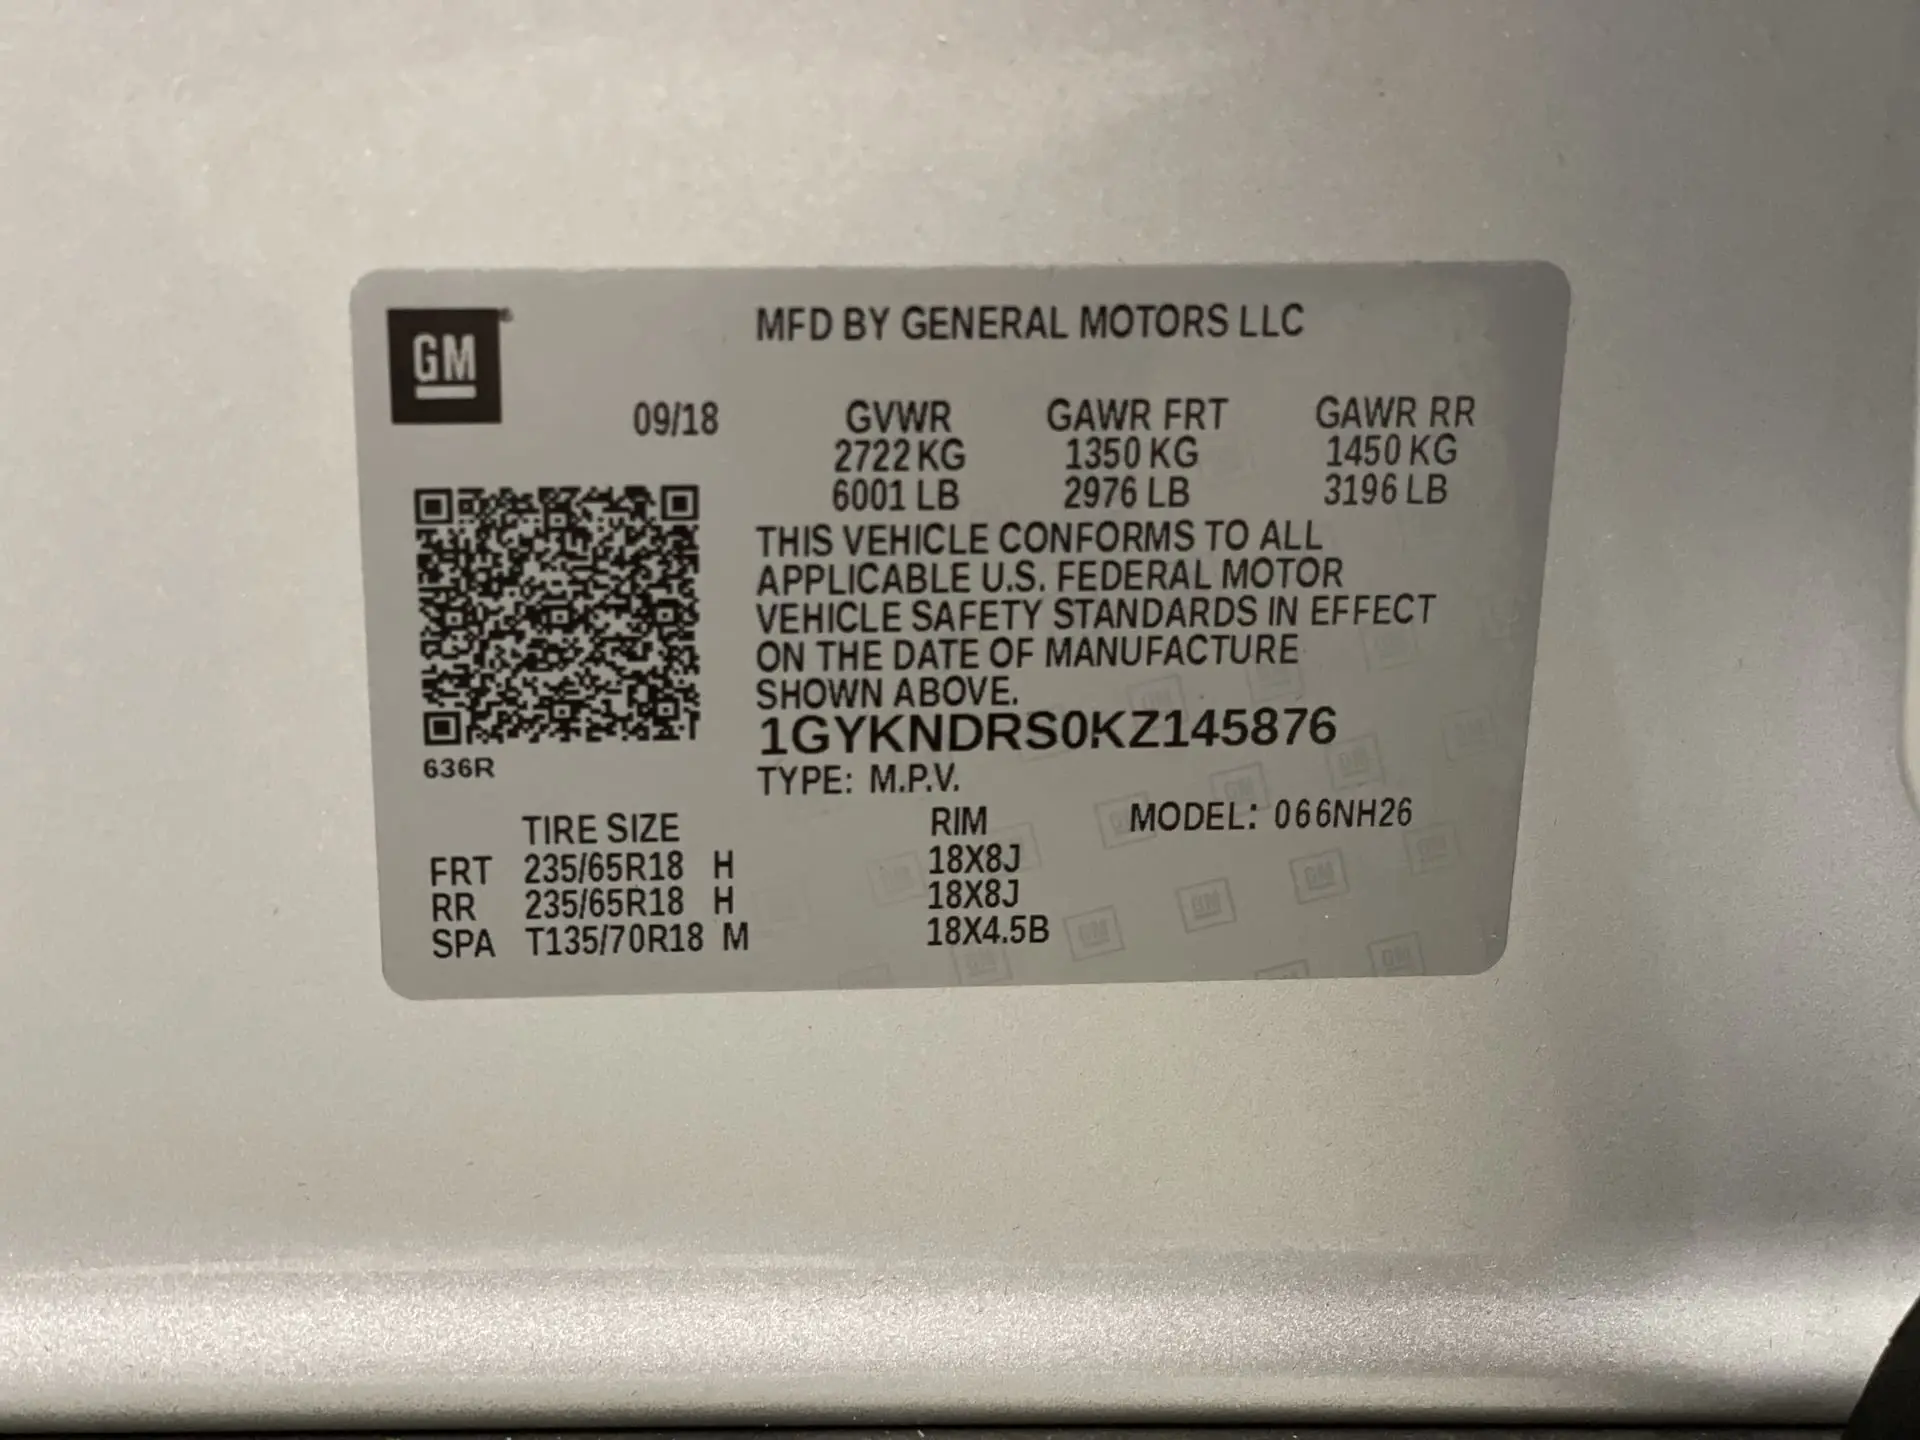 GM
MFD BY GENERAL MOTORS LLC
09/18 GVWR GAWR FRT GAWR RR
2722 KG 1350 KG 1450 KG
6001 LB 2976 LB 3196 LB
THIS VEHICLE CONFORMS TO ALL
APPLICABLE U.S. FEDERAL MOTOR
VEHICLE SAFETY STANDARDS IN EFFECT
ON THE DATE OF MANUFACTURE
SHOWN ABOVE.
1GYKNDRS0KZ145876
636R
TYPE: M.P.V.
TIRE SIZE RIM MODEL: 066NH26
FRT 235/65R18 H 18X8J
RR 235/65R18 H 18X8J
SPA T135/70R18 M 18X4.5B